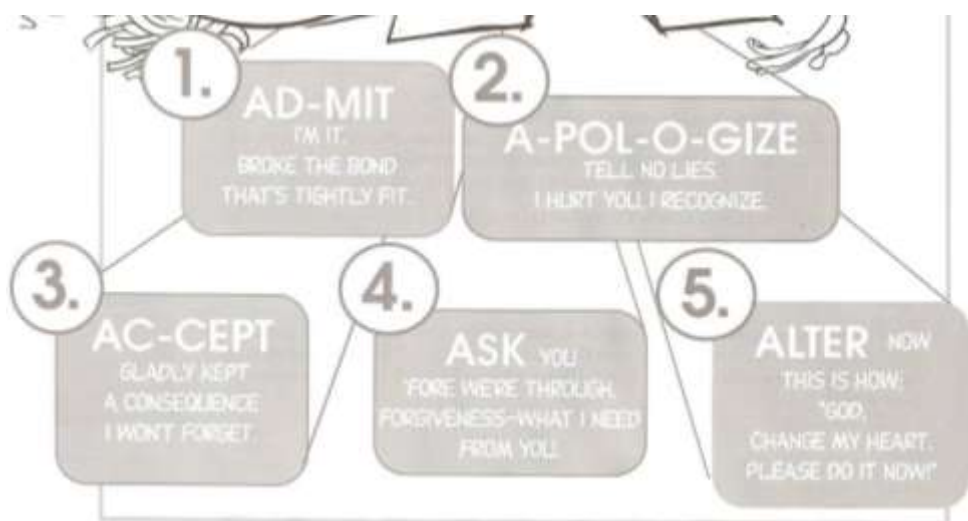 1.
AD-MIT
I'M IT.
BROKE THE BOND
THAT'S TIGHTLY FIT.
2.
A-POL-O-GIZE
TELL NO LIES.
I HURT YOU, I RECOGNIZE.
3.
AC-CEPT
GLADLY KEPT
A CONSEQUENCE
I WON'T FORGET.
4.
ASK YOU
'FORE WE'RE THROUGH,
FORGIVENESS–WHAT I NEED
FROM YOU.
5.
ALTER NOW
THIS IS HOW:
"GOD,
CHANGE MY HEART.
PLEASE DO IT NOW!"